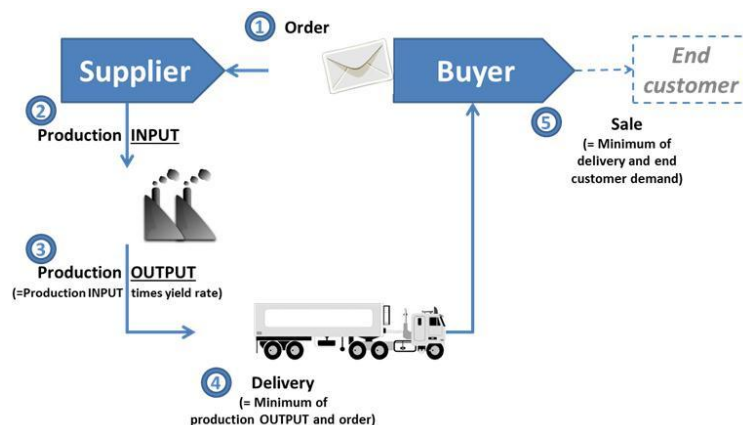 1 Order
Supplier
Buyer
End
customer
2
Production INPUT
5
Sale
(= Minimum of
delivery and end
customer demand)
3
Production OUTPUT
(=Production INPUT times yield rate)
4 Delivery
(= Minimum of
production OUTPUT and order)